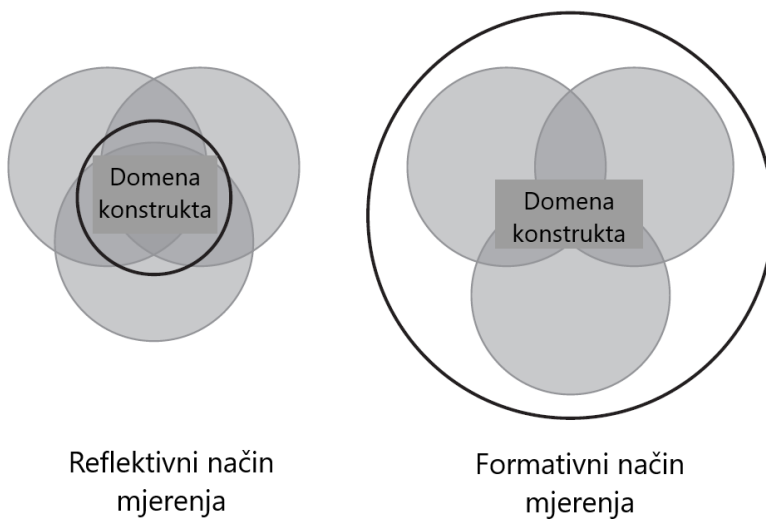 Domena
konstrukta
Domena
konstrukta
Reflektivni način
mjerenja
Formativni način
mjerenja